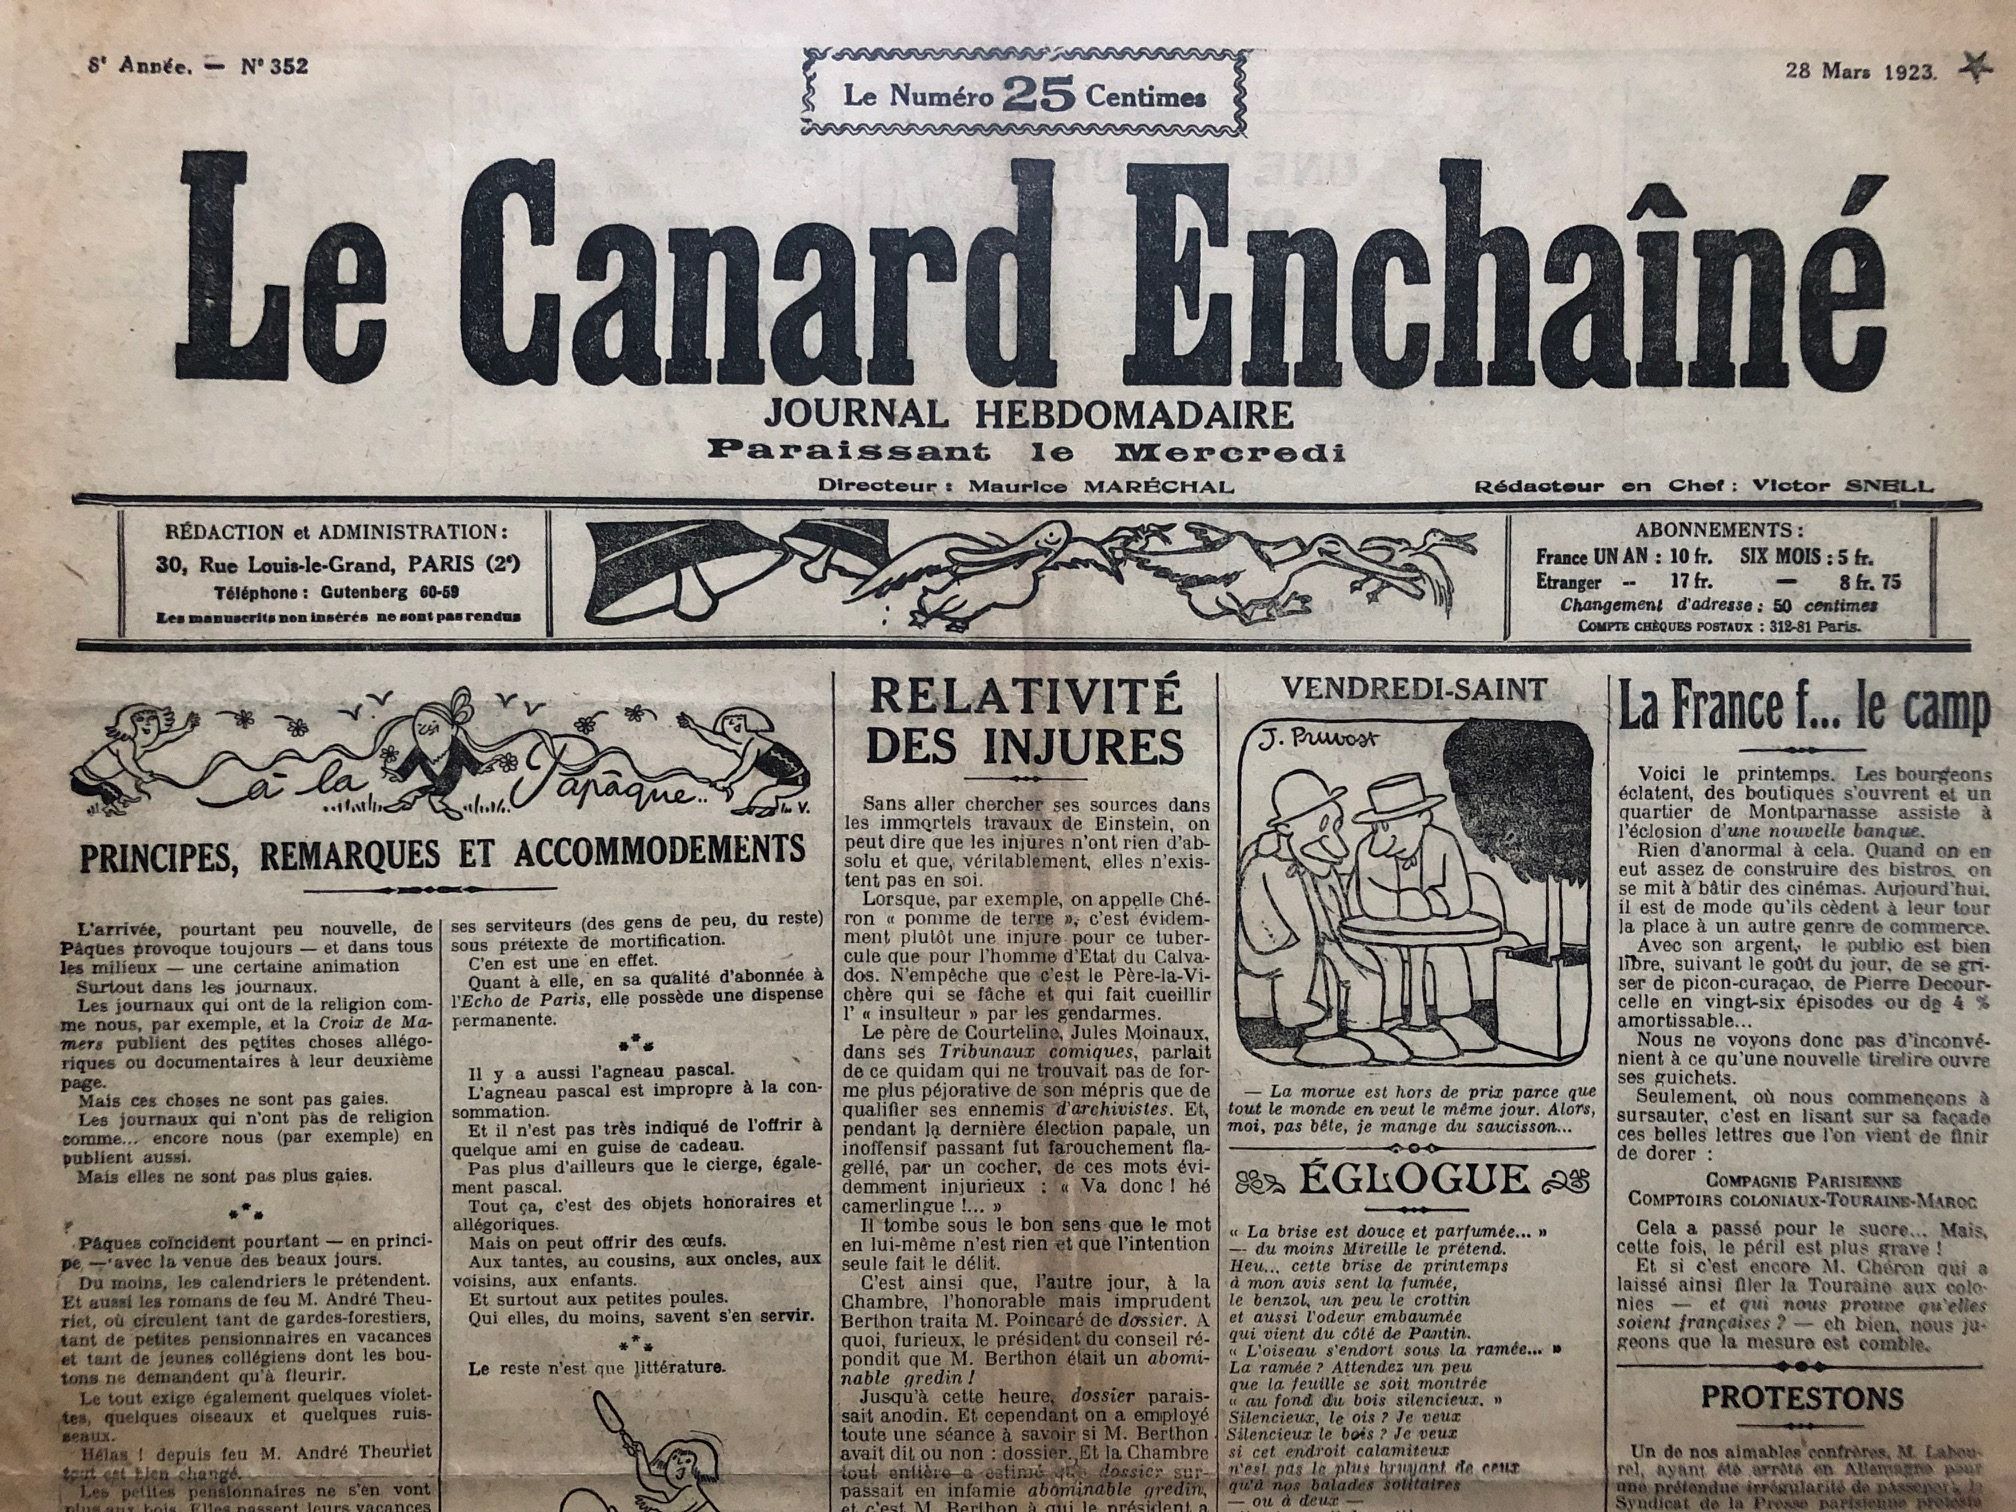 8e Année. — N° 352
Le Numéro 25 Centimes
28 Mars 1923.
Le Canard Enchaîné
JOURNAL HEBDOMADAIRE
Paraissant le Mercredi
Directeur : Maurice MARÉCHAL
Rédacteur en Chef : Victor SNELL
RÉDACTION et ADMINISTRATION :
30, Rue Louis-le-Grand, PARIS (2e)
Téléphone : Gutenberg 60-59
Les manuscrits non insérés ne sont pas rendus
ABONNEMENTS :
France UN AN : 10 fr. SIX MOIS : 5 fr.
Etranger -- 17 fr. — 8 fr. 75
Changement d'adresse : 50 centimes
COMPTE CHÈQUES POSTAUX : 312-81 Paris.
à la Papâque..
PRINCIPES, REMARQUES ET ACCOMMODEMENTS
L'arrivée, pourtant peu nouvelle, de
Pâques provoque toujours — et dans tous
les milieux — une certaine animation
Surtout dans les journaux.
Les journaux qui ont de la religion com-
me nous, par exemple, et la Croix de Ma-
mers publient des petites choses allégo-
riques ou documentaires à leur deuxième
page.
Mais ces choses ne sont pas gaies.
Les journaux qui n'ont pas de religion
comme... encore nous (par exemple) en
publient aussi.
Mais elles ne sont pas plus gaies.
***
Pâques coïncident pourtant — en princi-
pe, — avec la venue des beaux jours.
Du moins, les calendriers le prétendent.
Et aussi les romans de feu M. André Theu-
riet, où circulent tant de gardes-forestiers,
tant de petites pensionnaires en vacances
et tant de jeunes collégiens dont les bou-
tons ne demandent qu'à fleurir.
Le tout exige également quelques violet-
tes, quelques oiseaux et quelques ruis-
seaux.
Hélas ! depuis feu M. André Theuriet
tout est bien changé.
Les petites pensionnaires ne s'en vont
plus aux bois. Elles passent leurs vacances
ses serviteurs (des gens de peu, du reste)
sous prétexte de mortification.
C'en est une en effet.
Quant à elle, en sa qualité d'abonnée à
l'Echo de Paris, elle possède une dispense
permanente.
***
Il y a aussi l'agneau pascal.
L'agneau pascal est impropre à la con-
sommation.
Et il n'est pas très indiqué de l'offrir à
quelque ami en guise de cadeau.
Pas plus d'ailleurs que le cierge, égale-
ment pascal.
Tout ça, c'est des objets honoraires et
allégoriques.
Mais on peut offrir des œufs.
Aux tantes, au cousins, aux oncles, aux
voisins, aux enfants.
Et surtout aux petites poules.
Qui elles, du moins, savent s'en servir.
***
Le reste n'est que littérature.
RELATIVITÉ
DES INJURES
Sans aller chercher ses sources dans
les immortels travaux de Einstein, on
peut dire que les injures n'ont rien d'ab-
solu et que, véritablement, elles n'exis-
tent pas en soi.
Lorsque, par exemple, on appelle Ché-
ron « pomme de terre », c'est évidem-
ment plutôt une injure pour ce tuber-
cule que pour l'homme d'Etat du Calva-
dos. N'empêche que c'est le Père-la-Vi-
chère qui se fâche et qui fait cueillir
l' « insulteur » par les gendarmes.
Le père de Courteline, Jules Moinaux,
dans ses Tribunaux comiques, parlait
de ce quidam qui ne trouvait pas de for-
me plus péjorative de son mépris que de
qualifier ses ennemis d'archivistes. Et,
pendant la dernière élection papale, un
inoffensif passant fut farouchement fla-
gellé, par un cocher, de ces mots évi-
demment injurieux : « Va donc ! hé
camerlingue !... »
Il tombe sous le bon sens que le mot
en lui-même n'est rien et que l'intention
seule fait le délit.
C'est ainsi que, l'autre jour, à la
Chambre, l'honorable mais imprudent
Berthon traita M. Poincaré de dossier. A
quoi, furieux, le président du conseil ré-
pondit que M. Berthon était un abomi-
nable gredin !
Jusqu'à cette heure, dossier parais-
sait anodin. Et cependant on a employé
toute une séance à savoir si M. Berthon
avait dit ou non : dossier. Et la Chambre
tout entière a estimé que dossier sur-
passait en infamie abominable gredin,
et c'est M. Berthon à qui le président a
VENDREDI-SAINT
J. Pruvost
— La morue est hors de prix parce que
tout le monde en veut le même jour. Alors,
moi, pas bête, je mange du saucisson...
ÉGLOGUE
« La brise est douce et parfumée... »
— du moins Mireille le prétend.
Heu... cette brise de printemps
à mon avis sent la fumée,
le benzol, un peu le crottin
et aussi l'odeur embaumée
qui vient du côté de Pantin.
« L'oiseau s'endort sous la ramée... »
La ramée ? Attendez un peu
que la feuille se soit montrée
« au fond du bois silencieux. »
Silencieux, le ois ? Je veux
Silencieux le bois ? Je veux
si cet endroit calamiteux
n'est pas le plus bruyant de ceux
qu'à nos balades solitaires
— ou à deux —
La France f... le camp
Voici le printemps. Les bourgeons
éclatent, des boutiques s'ouvrent et un
quartier de Montparnasse assiste à
l'éclosion d'une nouvelle banque.
Rien d'anormal à cela. Quand on en
eut assez de construire des bistros, on
se mit à bâtir des cinémas. Aujourd'hui,
il est de mode qu'ils cèdent à leur tour
la place à un autre genre de commerce.
Avec son argent, le public est bien
libre, suivant le goût du jour, de se gri-
ser de picon-curaçao, de Pierre Decour-
celle en vingt-six épisodes ou de 4 %
amortissable...
Nous ne voyons donc pas d'inconvé-
nient à ce qu'une nouvelle tirelire ouvre
ses guichets.
Seulement, où nous commençons à
sursauter, c'est en lisant sur sa façade
ces belles lettres que l'on vient de finir
de dorer :
COMPAGNIE PARISIENNE
COMPTOIRS COLONIAUX-TOURAINE-MAROC
Cela a passé pour le sucre... Mais,
cette fois, le péril est plus grave !
Et si c'est encore M. Chéron qui a
laissé ainsi filer la Touraine aux colo-
nies — et qui nous prouve qu'elles
soient françaises ? — eh bien, nous ju-
geons que la mesure est comble.
PROTESTONS
Un de nos aimables confrères, M. Labou-
rel, ayant été arrêté en Allemagne pour
une prétendue irrégularité de passeport, le
Syndicat de la Presse parisienne proteste